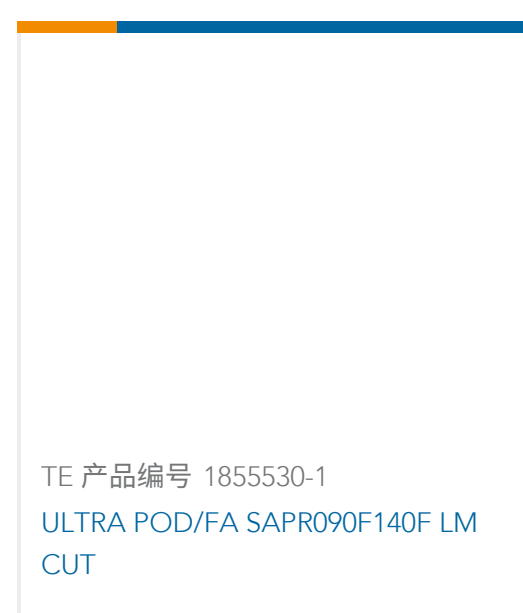 TE 产品编号 1855530-1
ULTRA POD/FA SAPR090F140F LM
CUT